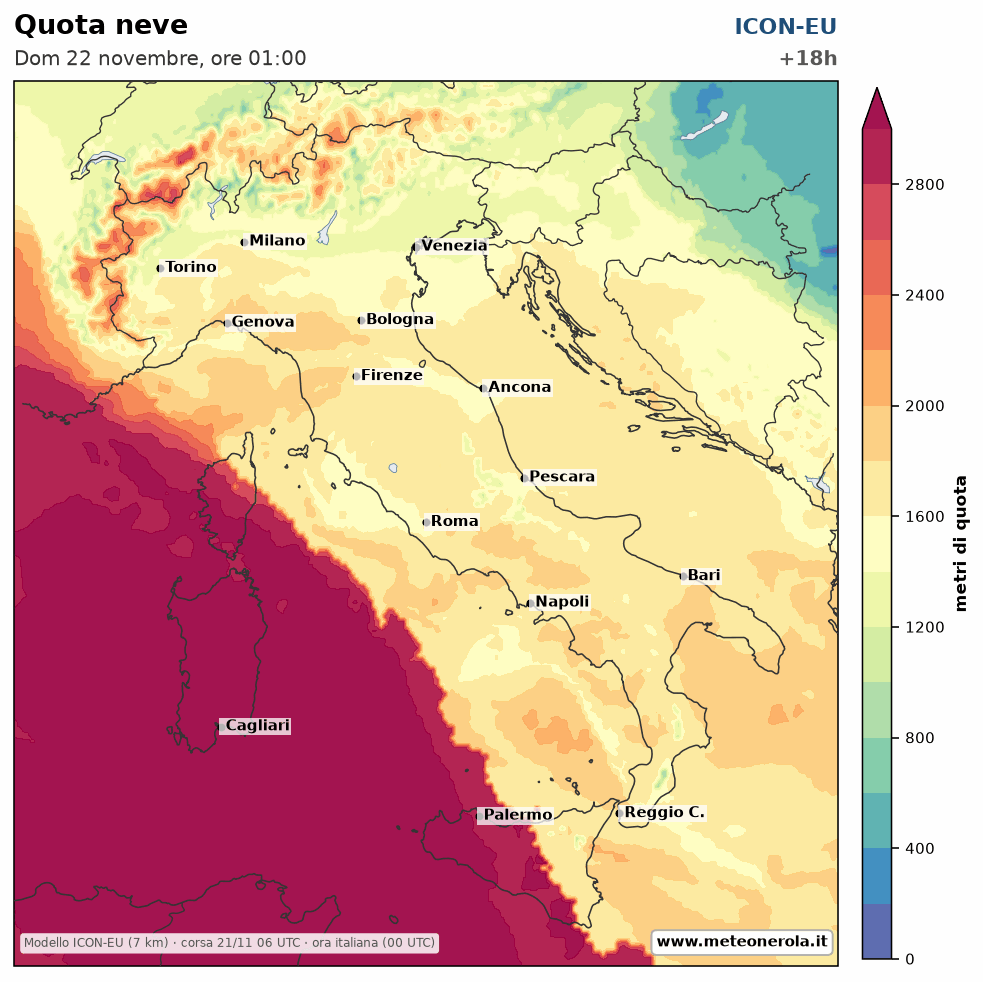 Quota neve
ICON-EU
Dom 22 novembre, ore 01:00
+18h
Milano
Venezia
Torino
Genova
Bologna
Firenze
Ancona
Pescara
Roma
Bari
Napoli
Cagliari
Palermo
Reggio C.
2800
2400
2000
1600
1200
800
400
0
metri di quota
Modello ICON-EU (7 km) · corsa 21/11 06 UTC · ora italiana (00 UTC)
www.meteonerola.it